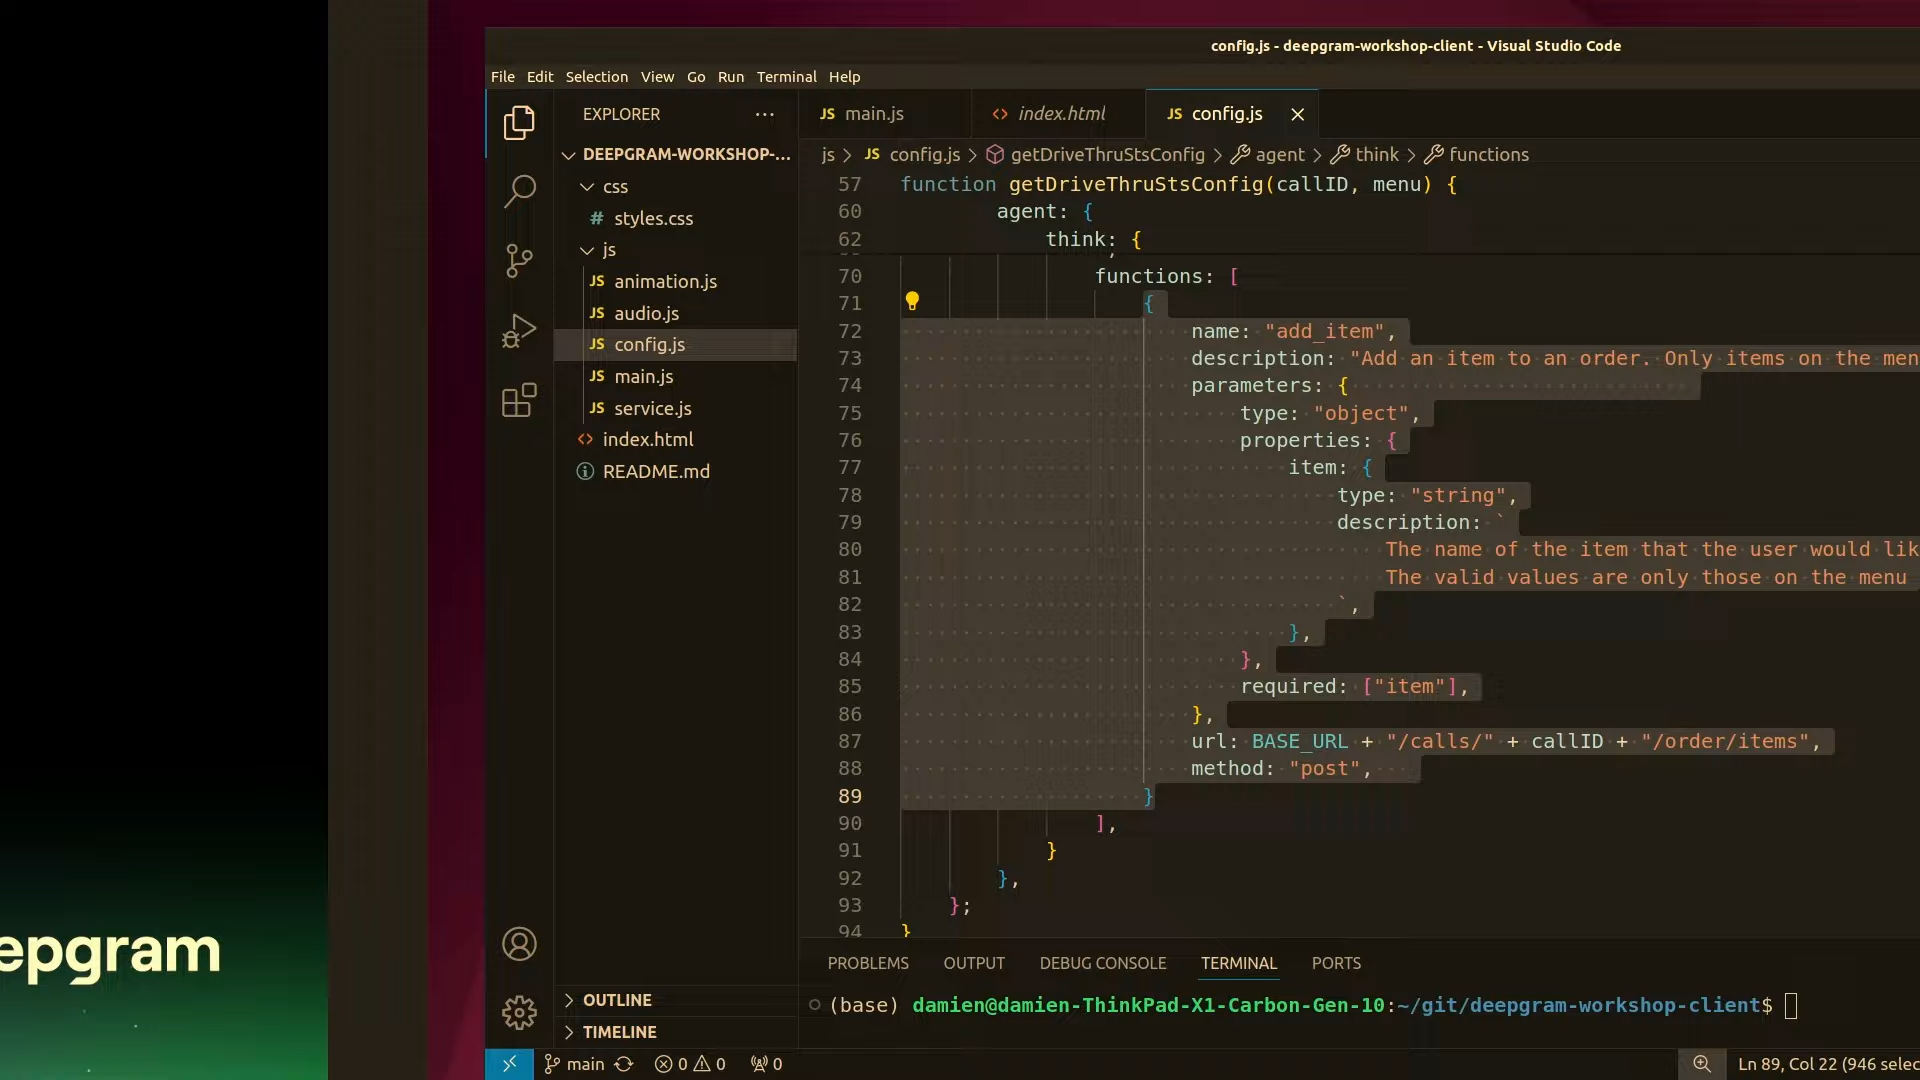 config.js - deepgram-workshop-client - Visual Studio Code
File Edit Selection View Go Run Terminal Help
EXPLORER
DEEPGRAM-WORKSHOP-...
css
# styles.css
js
JS animation.js
JS audio.js
JS config.js
JS main.js
JS service.js
<> index.html
README.md
OUTLINE
TIMELINE
JS main.js <> index.html JS config.js
js > JS config.js > getDriveThruStsConfig > agent > think > functions
57 function getDriveThruStsConfig(callID, menu) {
60 agent: {
62 think: {
70 functions: [
71 {
72 name: "add_item",
73 description: "Add an item to an order. Only items on the men
74 parameters: {
75 type: "object",
76 properties: {
77 item: {
78 type: "string",
79 description: `
80 The name of the item that the user would lik
81 The valid values are only those on the menu
82 `,
83 },
84 },
85 required: ["item"],
86 },
87 url: BASE_URL + "/calls/" + callID + "/order/items",
88 method: "post",
89 }
90 ],
91 }
92 },
93 };
94 }
PROBLEMS OUTPUT DEBUG CONSOLE TERMINAL PORTS
(base) damien@damien-ThinkPad-X1-Carbon-Gen-10:~/git/deepgram-workshop-client$
main 0 0 0
Ln 89, Col 22 (946 selec
epgram